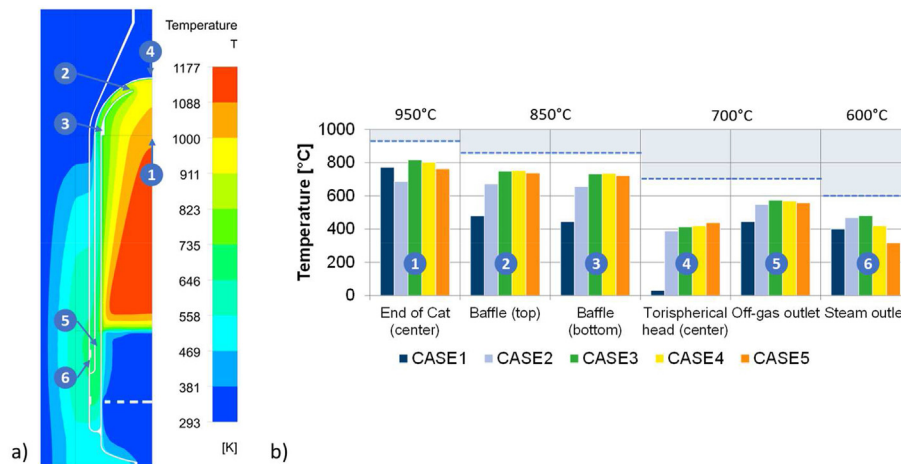 Temperature
T
4
2
3
1
5
6
1177
1088
1000
911
823
735
646
558
469
381
293
[K]
a)
950°C 850°C 700°C 600°C
Temperature [°C]
1000
800
600
400
200
0
1 2 3 4 5 6
End of Cat (center)
Baffle (top)
Baffle (bottom)
Torispherical head (center)
Off-gas outlet
Steam outle
CASE1 CASE2 CASE3 CASE4 CASE5
b)